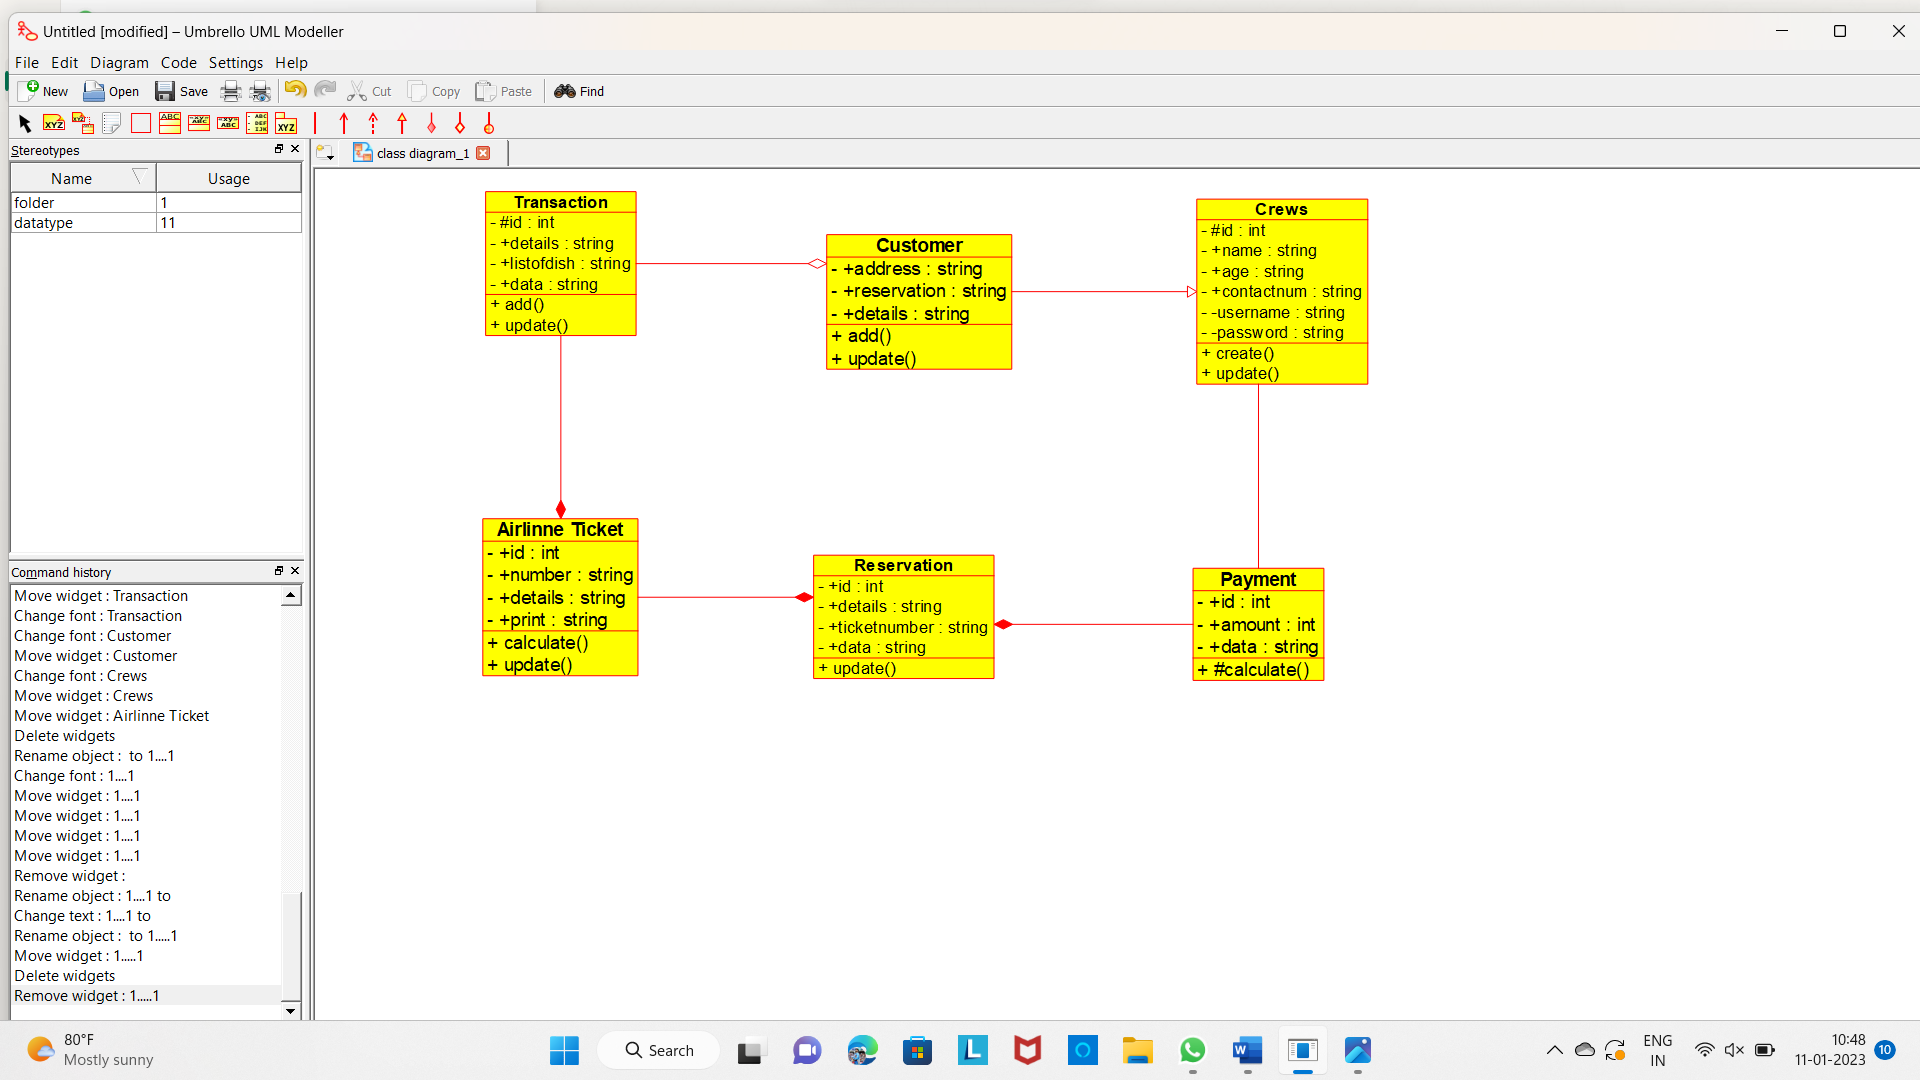 Untitled [modified] – Umbrello UML Modeller
File Edit Diagram Code Settings Help
New Open Save Cut Copy Paste Find
XYZ ABC XYZ
Stereotypes
class diagram_1
Name Usage
folder 1
datatype 11
Transaction
- #id : int
- +details : string
- +listofdish : string
- +data : string
+ add()
+ update()
Customer
- +address : string
- +reservation : string
- +details : string
+ add()
+ update()
Crews
- #id : int
- +name : string
- +age : string
- +contactnum : string
- -username : string
- -password : string
+ create()
+ update()
Airlinne Ticket
- +id : int
- +number : string
- +details : string
- +print : string
+ calculate()
+ update()
Reservation
- +id : int
- +details : string
- +ticketnumber : string
- +data : string
+ update()
Payment
- +id : int
- +amount : int
- +data : string
+ #calculate()
Command history
Move widget : Transaction
Change font : Transaction
Change font : Customer
Move widget : Customer
Change font : Crews
Move widget : Crews
Move widget : Airlinne Ticket
Delete widgets
Rename object :  to 1....1
Change font : 1....1
Move widget : 1....1
Move widget : 1....1
Move widget : 1....1
Move widget : 1....1
Remove widget :
Rename object : 1....1 to
Change text : 1....1 to
Rename object :  to 1.....1
Move widget : 1.....1
Delete widgets
Remove widget : 1.....1
80°F
Mostly sunny
Search
ENG
IN
10:48
11-01-2023
10